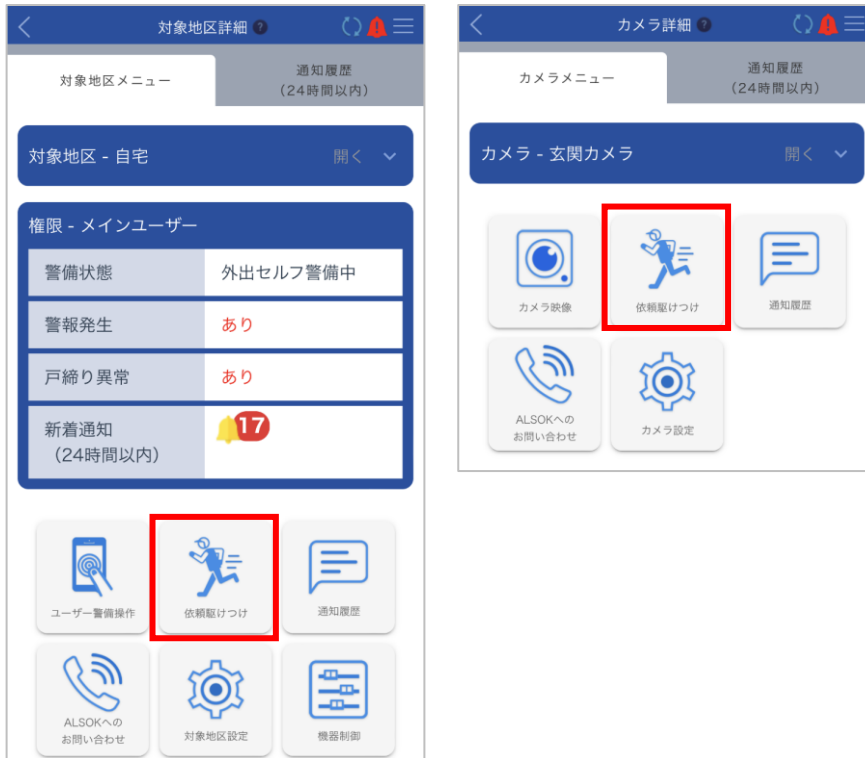 対象地区詳細 ?
対象地区メニュー
通知履歴
(24時間以内)
対象地区 - 自宅
開く
権限 - メインユーザー
警備状態
外出セルフ警備中
警報発生
あり
戸締り異常
あり
新着通知
(24時間以内)
17
ユーザー警備操作
依頼駆けつけ
通知履歴
ALSOKへの
お問い合わせ
対象地区設定
機器制御
カメラ詳細 ?
カメラメニュー
通知履歴
(24時間以内)
カメラ - 玄関カメラ
開く
カメラ映像
依頼駆けつけ
通知履歴
ALSOKへの
お問い合わせ
カメラ設定